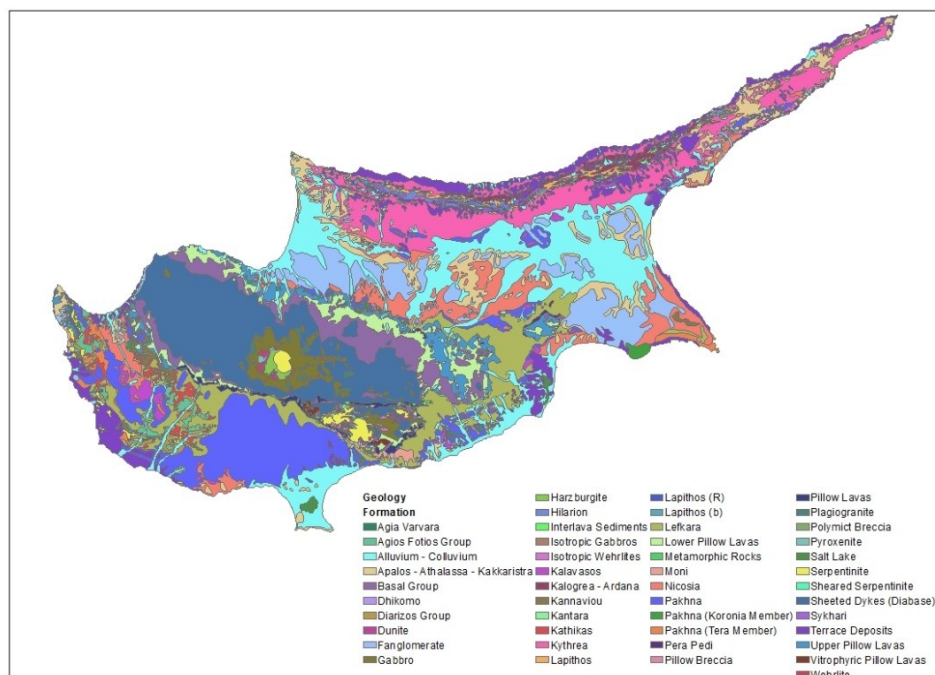 Geology
Formation
Agia Varvara
Agios Fotios Group
Alluvium - Colluvium
Apalos - Athalassa - Kakkaristra
Basal Group
Dhikomo
Diarizos Group
Dunite
Fanglomerate
Gabbro
Harzburgite
Hilarion
Interlava Sediments
Isotropic Gabbros
Isotropic Wehrlites
Kalavasos
Kalogrea - Ardana
Kannaviou
Kantara
Kathikas
Kythrea
Lapithos
Lapithos (R)
Lapithos (b)
Lefkara
Lower Pillow Lavas
Metamorphic Rocks
Moni
Nicosia
Pakhna
Pakhna (Koronia Member)
Pakhna (Tera Member)
Pera Pedi
Pillow Breccia
Pillow Lavas
Plagiogranite
Polymict Breccia
Pyroxenite
Salt Lake
Serpentinite
Sheared Serpentinite
Sheeted Dykes (Diabase)
Sykhari
Terrace Deposits
Upper Pillow Lavas
Vitrophyric Pillow Lavas
Wehrlite